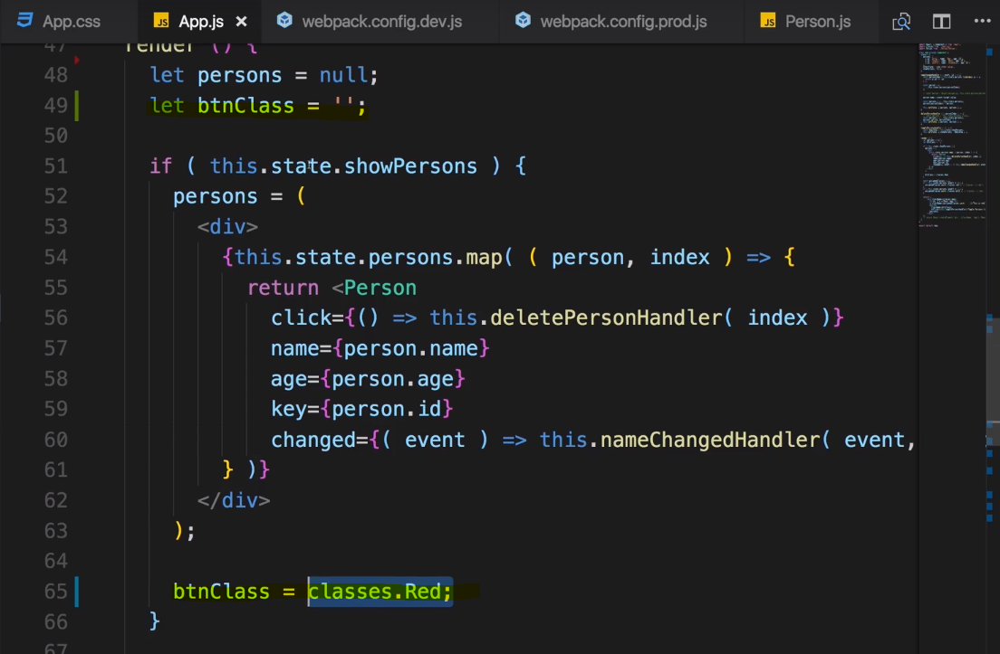 App.css JS App.js × webpack.config.dev.js webpack.config.prod.js JS Person.js ...
47 render () {
48 let persons = null;
49 let btnClass = '';
50
51 if ( this.state.showPersons ) {
52 persons = (
53 <div>
54 {this.state.persons.map( ( person, index ) => {
55 return <Person
56 click={() => this.deletePersonHandler( index )}
57 name={person.name}
58 age={person.age}
59 key={person.id}
60 changed={( event ) => this.nameChangedHandler( event,
61 } )}
62 </div>
63 );
64
65 btnClass = classes.Red;
66 }
67